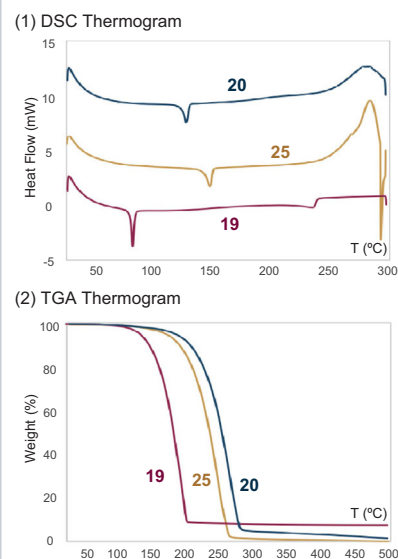 (1) DSC Thermogram
15
10
5
0
-5
Heat Flow (mW)
20
25
19
T (ºC)
50 100 150 200 250 300
(2) TGA Thermogram
100
80
60
40
20
0
Weight (%)
19 25 20
T (ºC)
50 100 150 200 250 300 350 400 450 500